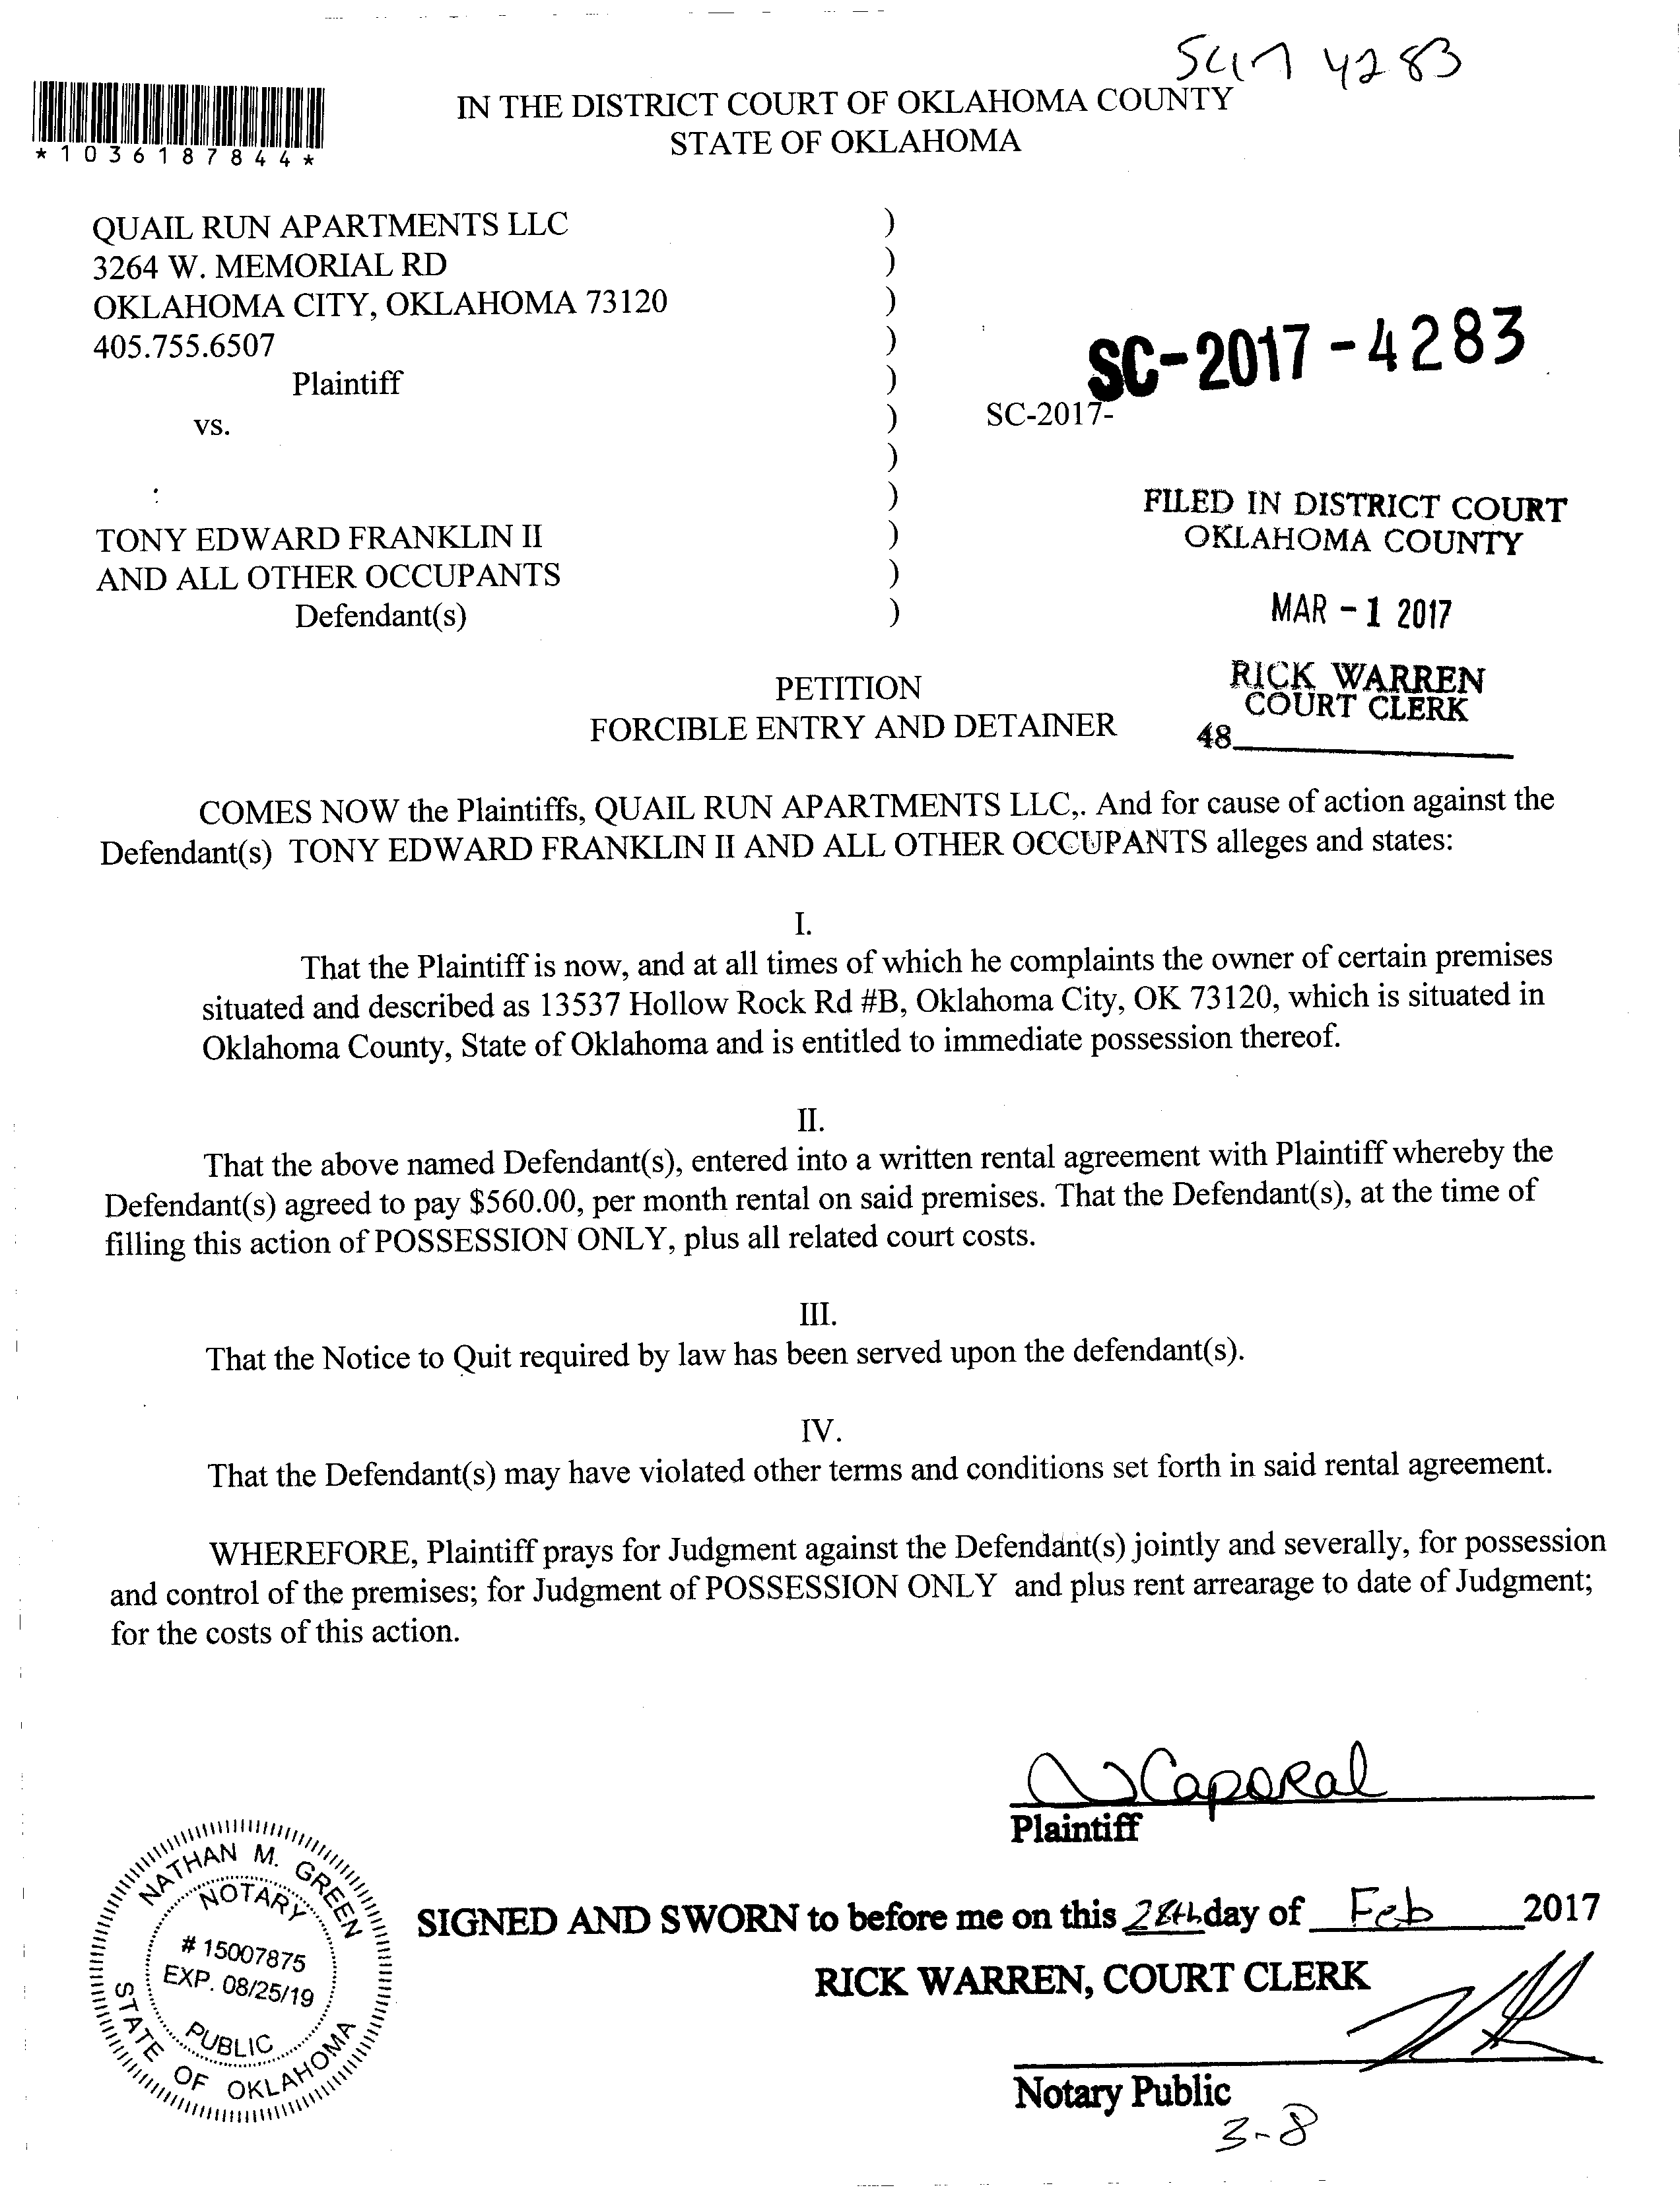 SC17 4283
*1036187844*
IN THE DISTRICT COURT OF OKLAHOMA COUNTY
STATE OF OKLAHOMA
QUAIL RUN APARTMENTS LLC )
3264 W. MEMORIAL RD )
OKLAHOMA CITY, OKLAHOMA 73120 )
405.755.6507 )
Plaintiff )
SC-2017-4283
vs. ) SC-2017-
)
)
TONY EDWARD FRANKLIN II )
AND ALL OTHER OCCUPANTS )
Defendant(s) )
FILED IN DISTRICT COURT
OKLAHOMA COUNTY
MAR - 1 2017
RICK WARREN
COURT CLERK
48
PETITION
FORCIBLE ENTRY AND DETAINER
COMES NOW the Plaintiffs, QUAIL RUN APARTMENTS LLC,. And for cause of action against the
Defendant(s) TONY EDWARD FRANKLIN II AND ALL OTHER OCCUPANTS alleges and states:
I.
That the Plaintiff is now, and at all times of which he complaints the owner of certain premises
situated and described as 13537 Hollow Rock Rd #B, Oklahoma City, OK 73120, which is situated in
Oklahoma County, State of Oklahoma and is entitled to immediate possession thereof.
II.
That the above named Defendant(s), entered into a written rental agreement with Plaintiff whereby the
Defendant(s) agreed to pay $560.00, per month rental on said premises. That the Defendant(s), at the time of
filling this action of POSSESSION ONLY, plus all related court costs.
III.
That the Notice to Quit required by law has been served upon the defendant(s).
IV.
That the Defendant(s) may have violated other terms and conditions set forth in said rental agreement.
WHEREFORE, Plaintiff prays for Judgment against the Defendant(s) jointly and severally, for possession
and control of the premises; for Judgment of POSSESSION ONLY and plus rent arrearage to date of Judgment;
for the costs of this action.
Caporal
Plaintiff
NATHAN M. GREEN
NOTARY
# 15007875
EXP. 08/25/19
PUBLIC
STATE OF OKLAHOMA
SIGNED AND SWORN to before me on this 28th day of Feb 2017
RICK WARREN, COURT CLERK
Notary Public
3-8